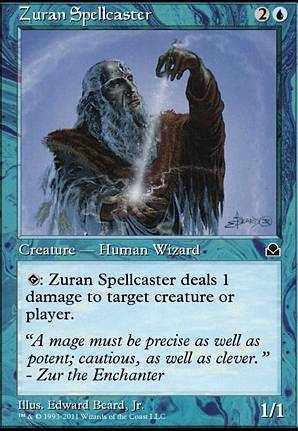 Zuran Spellcaster 2
Creature — Human Wizard
: Zuran Spellcaster deals 1
damage to target creature or
player.
“A mage must be precise as well as
potent; cautious, as well as clever.”
- Zur the Enchanter
Illus. Edward Beard, Jr.
™ & © 1993-2011 Wizards of the Coast LLC
1/1